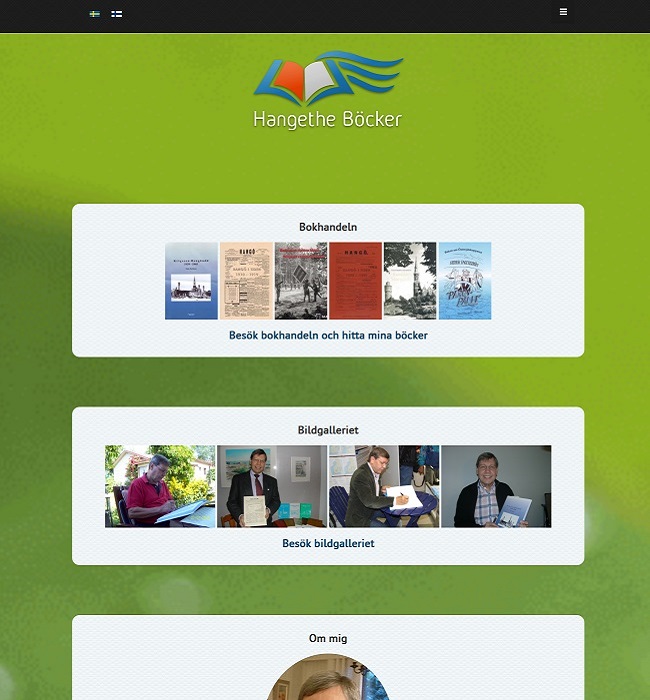 Hangethe Böcker
Bokhandeln
HANGÖ
HANGÖ
Besök bokhandeln och hitta mina böcker
Bildgalleriet
Besök bildgalleriet
Om mig